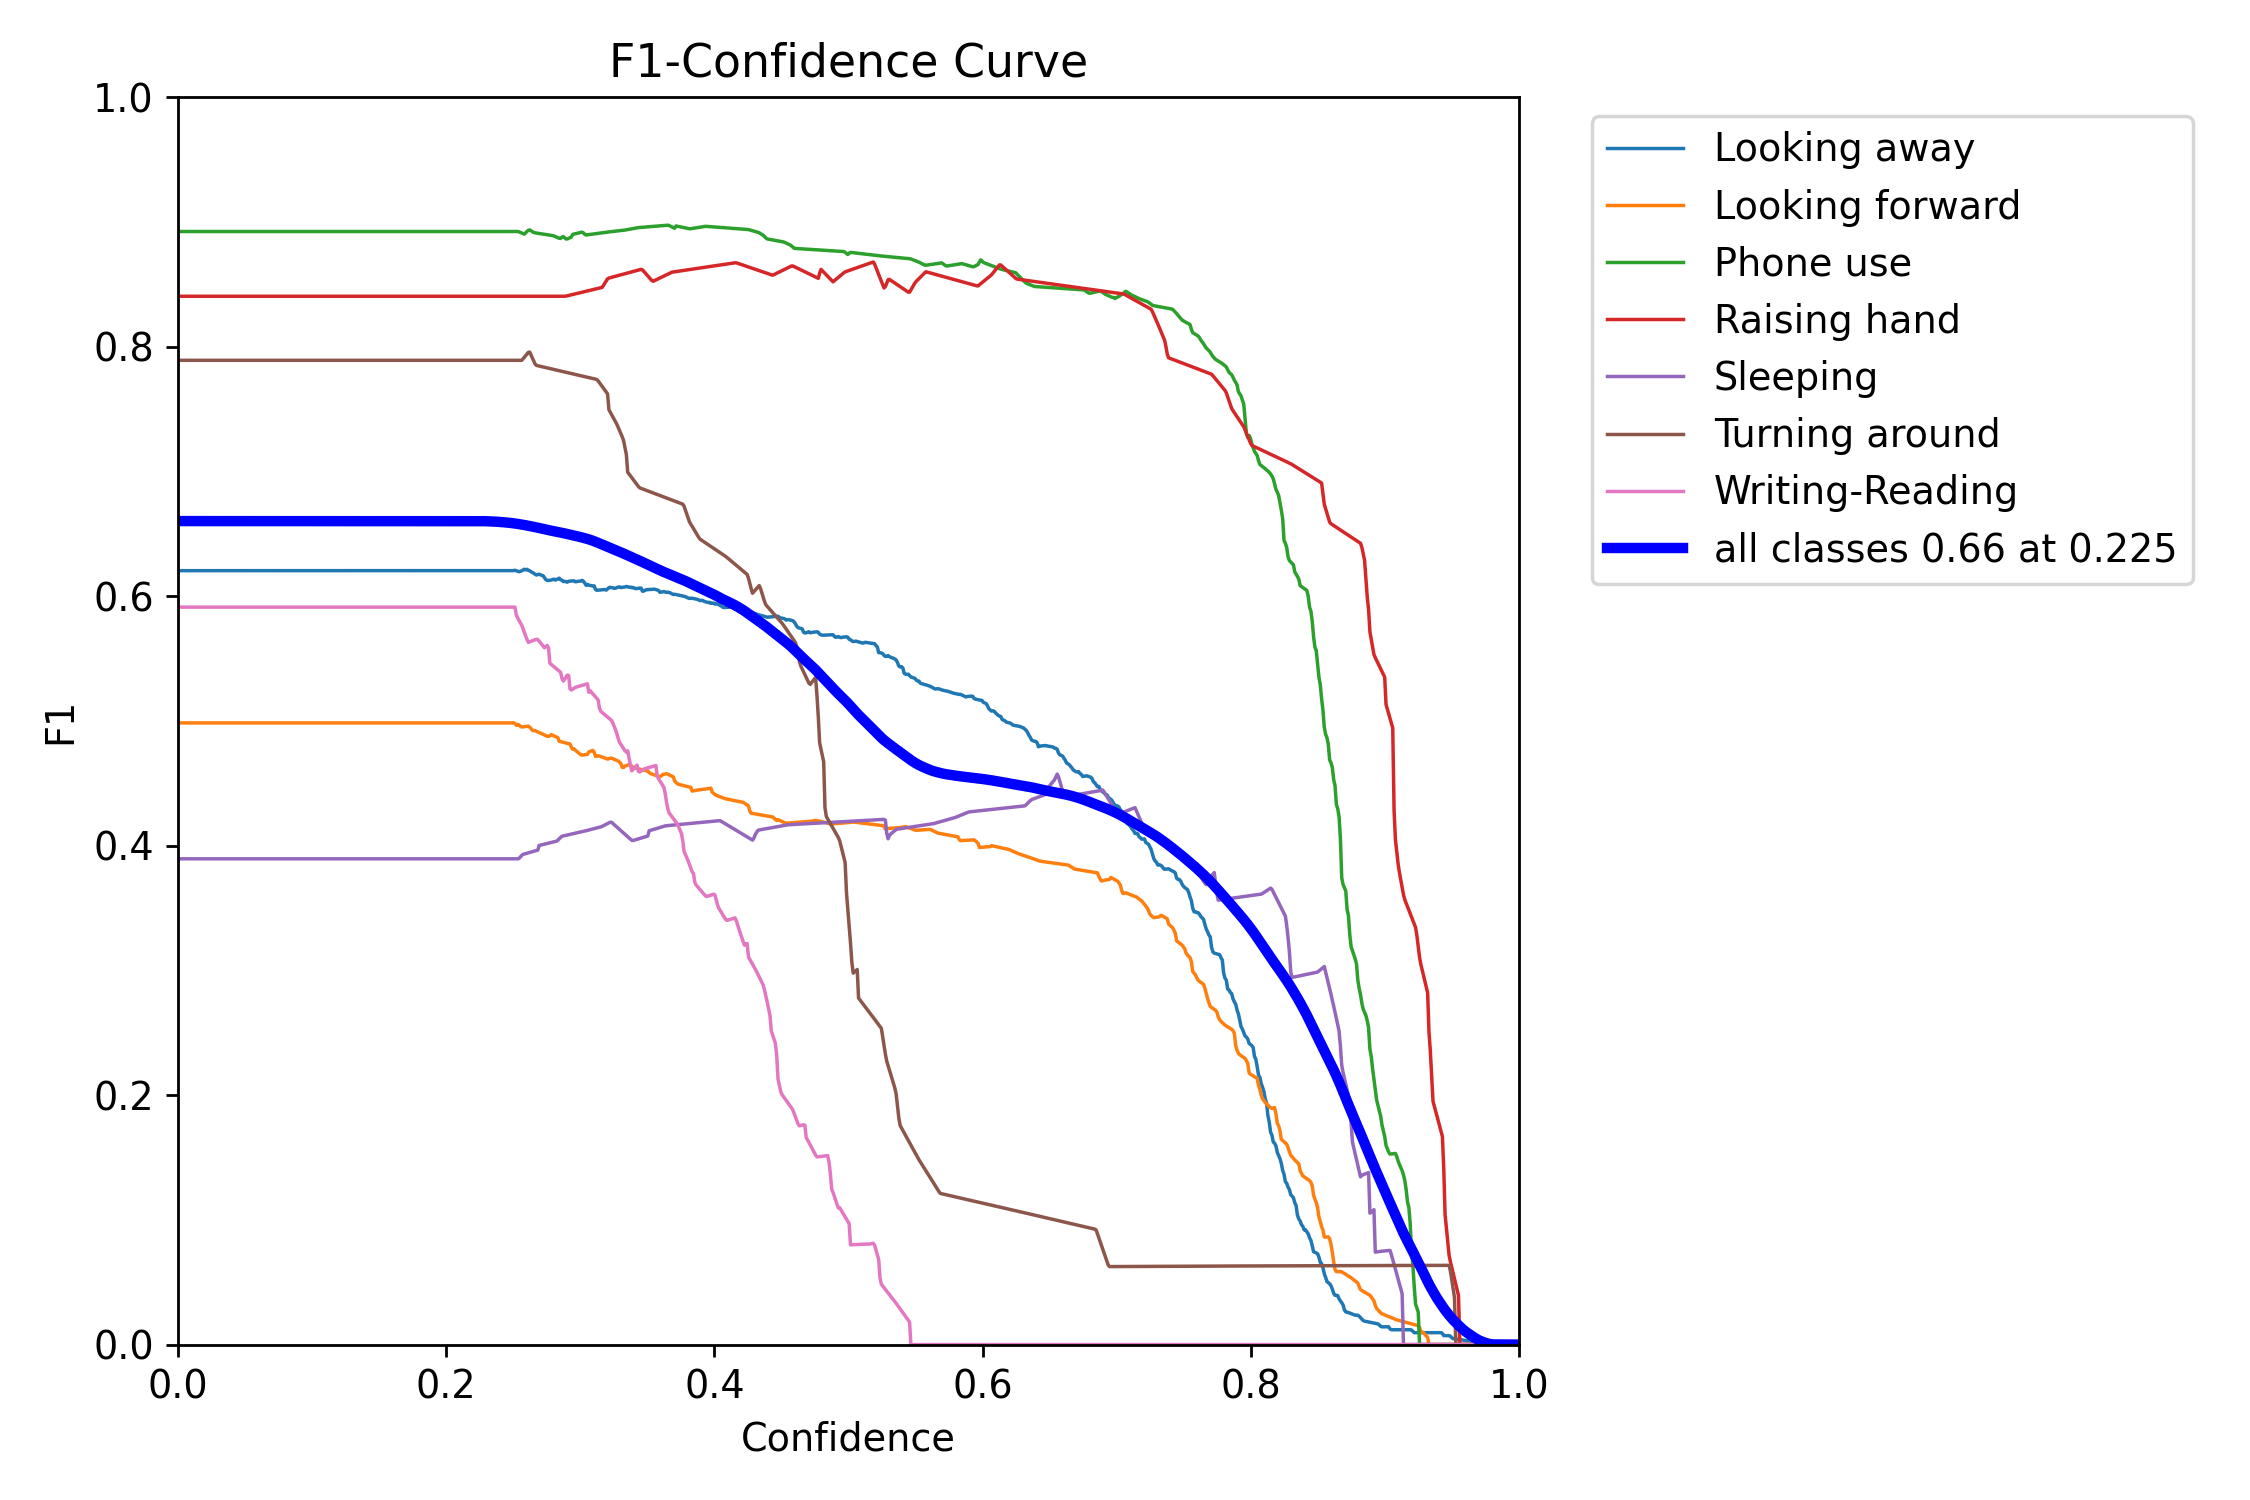 F1-Confidence Curve
1.0
0.8
0.6
0.4
0.2
0.0
F1
0.0 0.2 0.4 0.6 0.8 1.0
Confidence
Looking away
Looking forward
Phone use
Raising hand
Sleeping
Turning around
Writing-Reading
all classes 0.66 at 0.225